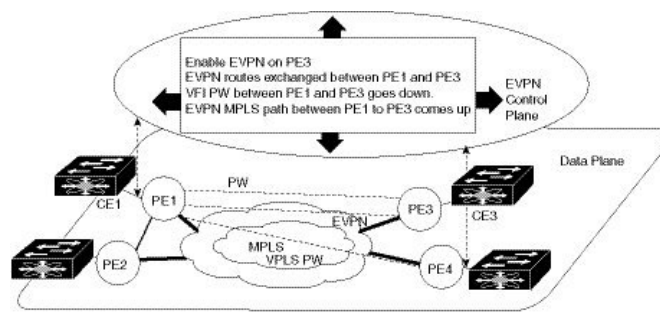 Enable EVPN on PE3
EVPN routes exchanged between PE1 and PE3
VFI PW between PE1 and PE3 goes down.
EVPN MPLS path between PE1 to PE3 comes up
EVPN
Control
Plane
Data Plane
PW
CE1
PE1
PE3
CE3
EVPN
MPLS
VPLS PW
PE2
PE4